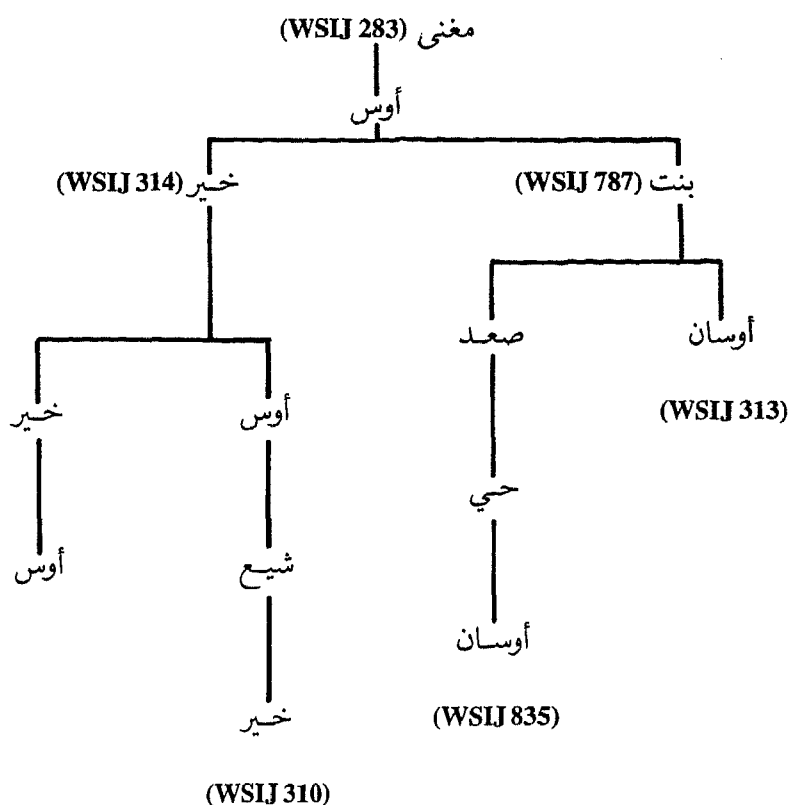 مغنى (WSIJ 283)
أوس
بنت (WSIJ 787)
خير (WSIJ 314)
أوسان
صعد
(WSIJ 313)
أوس
خير
حي
شيع
أوس
أوسان
خير
(WSIJ 835)
(WSIJ 310)